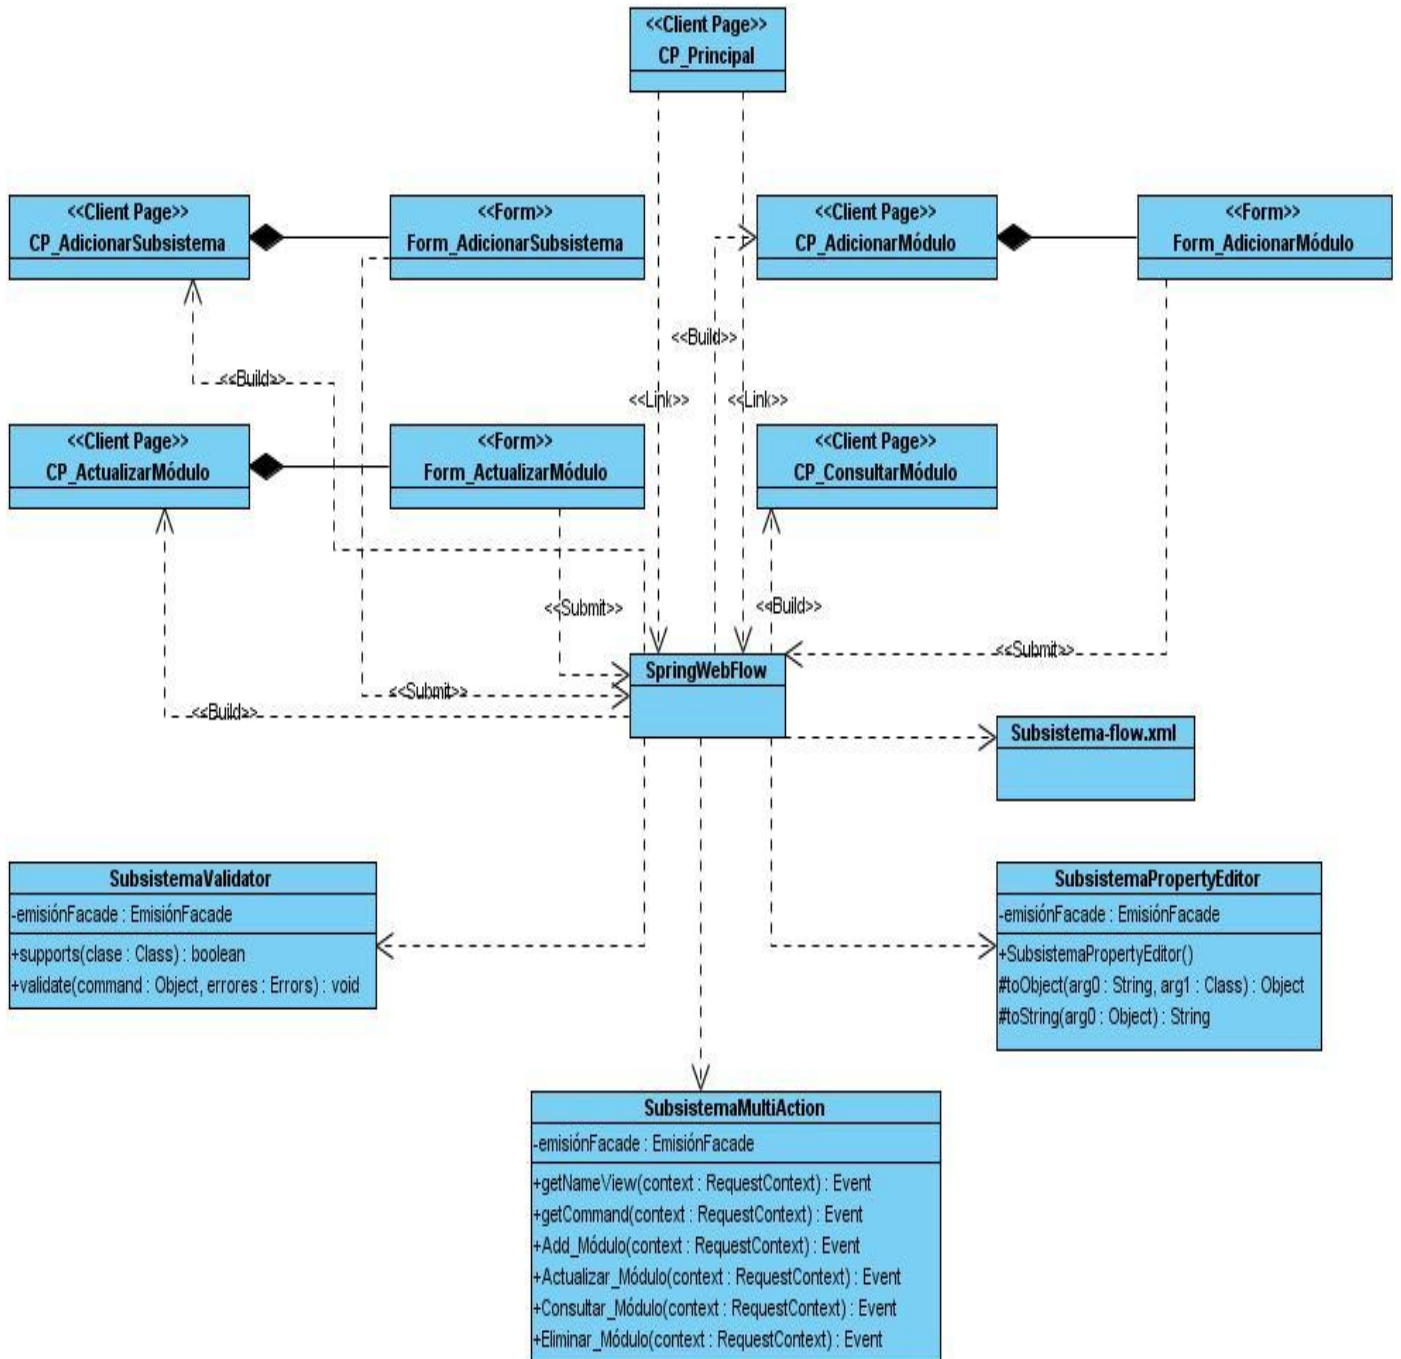 <<Client Page>>
CP_Principal
<<Client Page>>
CP_AdicionarSubsistema
<<Form>>
Form_AdicionarSubsistema
<<Client Page>>
CP_AdicionarMódulo
<<Form>>
Form_AdicionarMódulo
<<Build>>
<<Build>>
<<Link>>
<<Link>>
<<Client Page>>
CP_ActualizarMódulo
<<Form>>
Form_ActualizarMódulo
<<Client Page>>
CP_ConsultarMódulo
<<Submit>>
<<Build>>
<<Submit>>
SpringWebFlow
<<Submit>>
<<Build>>
Subsistema-flow.xml
SubsistemaValidator
-emisiónFacade : EmisiónFacade
+supports(clase : Class) : boolean
+validate(command : Object, errores : Errors) : void
SubsistemaPropertyEditor
-emisiónFacade : EmisiónFacade
+SubsistemaPropertyEditor()
#toObject(arg0 : String, arg1 : Class) : Object
#toString(arg0 : Object) : String
SubsistemaMultiAction
-emisiónFacade : EmisiónFacade
+getNameView(context : RequestContext) : Event
+getCommand(context : RequestContext) : Event
+Add_Módulo(context : RequestContext) : Event
+Actualizar_Módulo(context : RequestContext) : Event
+Consultar_Módulo(context : RequestContext) : Event
+Eliminar_Módulo(context : RequestContext) : Event